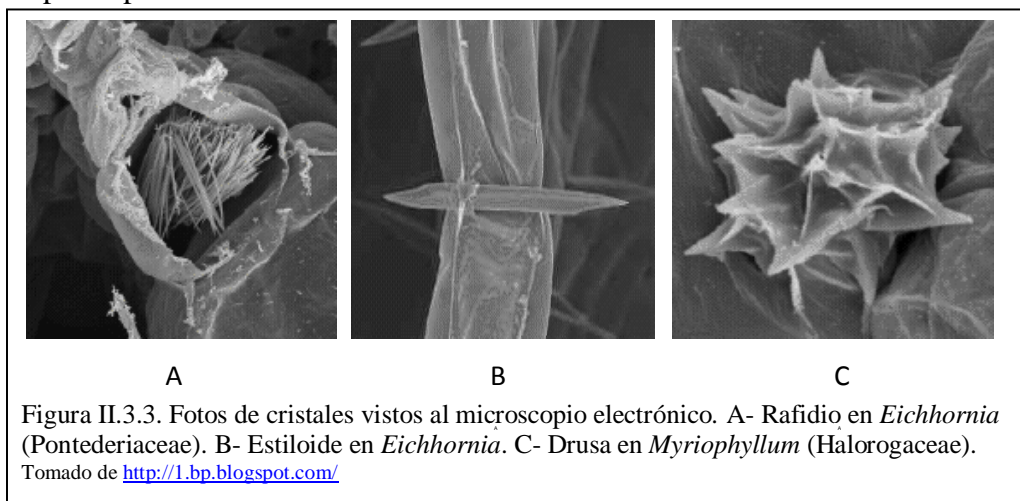 A B C
Figura II.3.3. Fotos de cristales vistos al microscopio electrónico. A- Rafidio en Eichhornia
(Pontederiaceae). B- Estiloide en Eichhornia. C- Drusa en Myriophyllum (Halorogaceae).
Tomado de http://1.bp.blogspot.com/